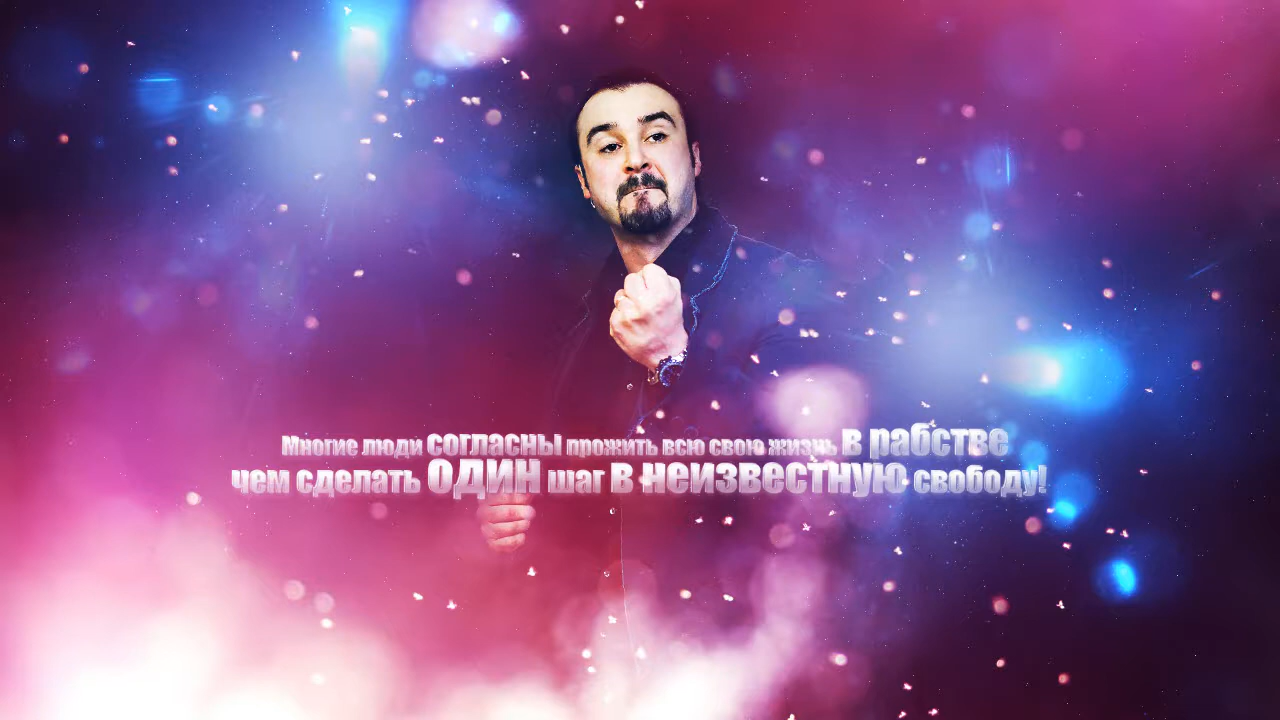 Многие люди согласны прожить всю свою жизнь в рабстве
чем сделать один шаг в неизвестную свободу!